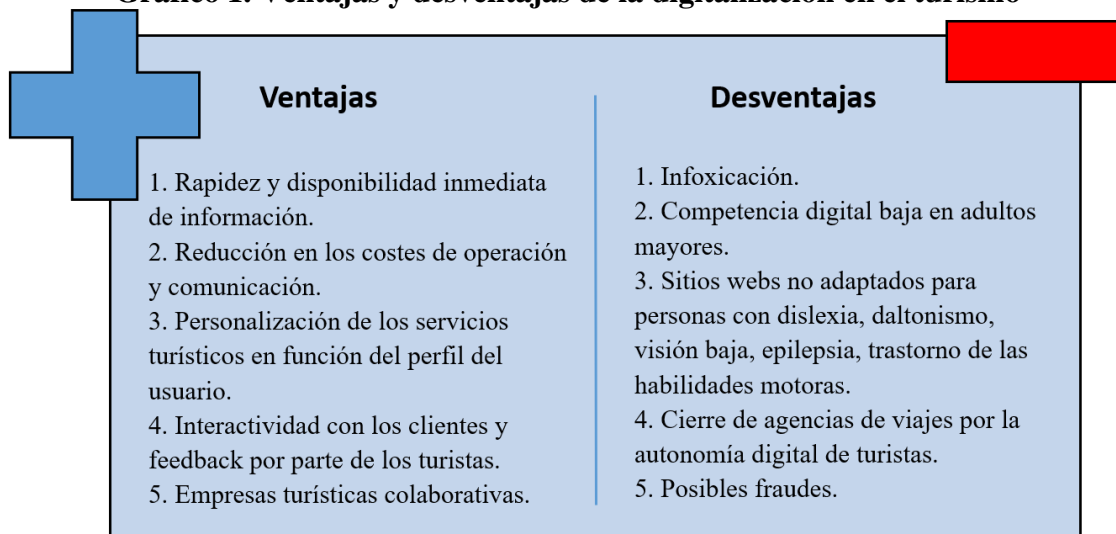 Gráfico 1. Ventajas y desventajas de la digitalización en el turismo
Ventajas
1. Rapidez y disponibilidad inmediata
de información.
2. Reducción en los costes de operación
y comunicación.
3. Personalización de los servicios
turísticos en función del perfil del
usuario.
4. Interactividad con los clientes y
feedback por parte de los turistas.
5. Empresas turísticas colaborativas.
Desventajas
1. Infoxicación.
2. Competencia digital baja en adultos
mayores.
3. Sitios webs no adaptados para
personas con dislexia, daltonismo,
visión baja, epilepsia, trastorno de las
habilidades motoras.
4. Cierre de agencias de viajes por la
autonomía digital de turistas.
5. Posibles fraudes.